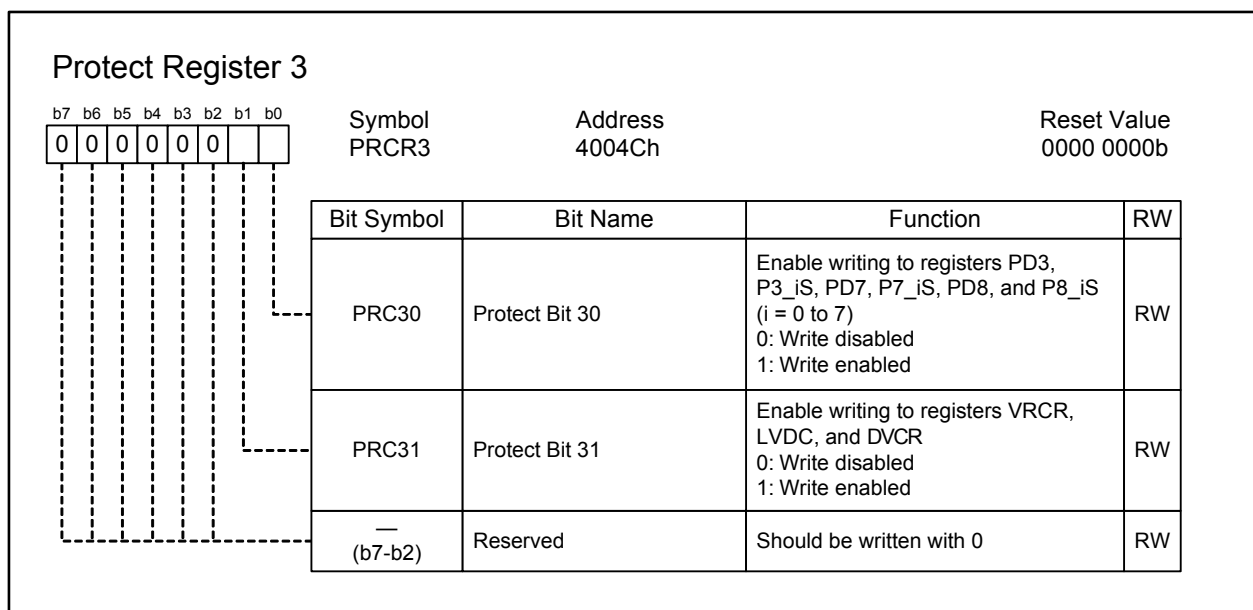 Protect Register 3
b7 b6 b5 b4 b3 b2 b1 b0
0 0 0 0 0 0
Symbol Address Reset Value
PRCR3 4004Ch 0000 0000b
Bit Symbol Bit Name Function RW
PRC30 Protect Bit 30 Enable writing to registers PD3,
P3_iS, PD7, P7_iS, PD8, and P8_iS
(i = 0 to 7)
0: Write disabled
1: Write enabled RW
PRC31 Protect Bit 31 Enable writing to registers VRCR,
LVDC, and DVCR
0: Write disabled
1: Write enabled RW
—
(b7-b2) Reserved Should be written with 0 RW